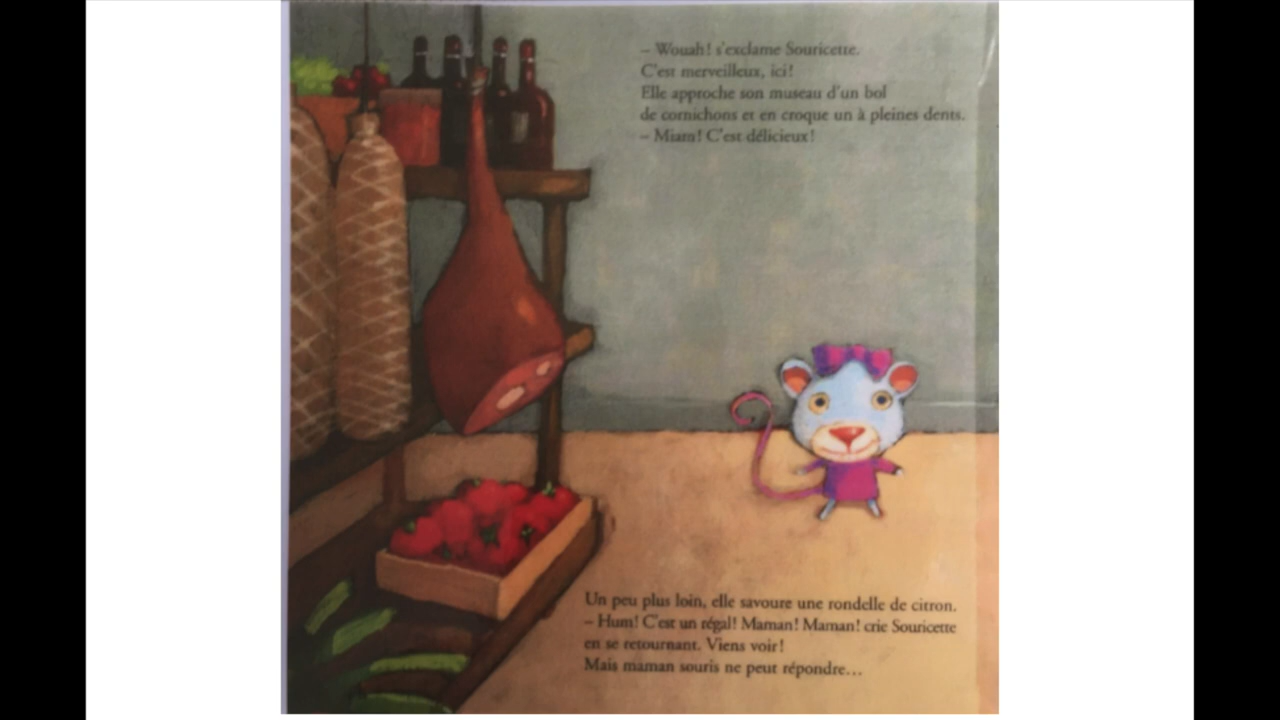 – Wouah! s'exclame Souricette.
C'est merveilleux, ici!
Elle approche son museau d'un bol
de cornichons et en croque un à pleines dents.
– Miam! C'est délicieux!
Un peu plus loin, elle savoure une rondelle de citron.
– Hum! C'est un régal! Maman! Maman! crie Souricette
en se retournant. Viens voir!
Mais maman souris ne peut répondre...